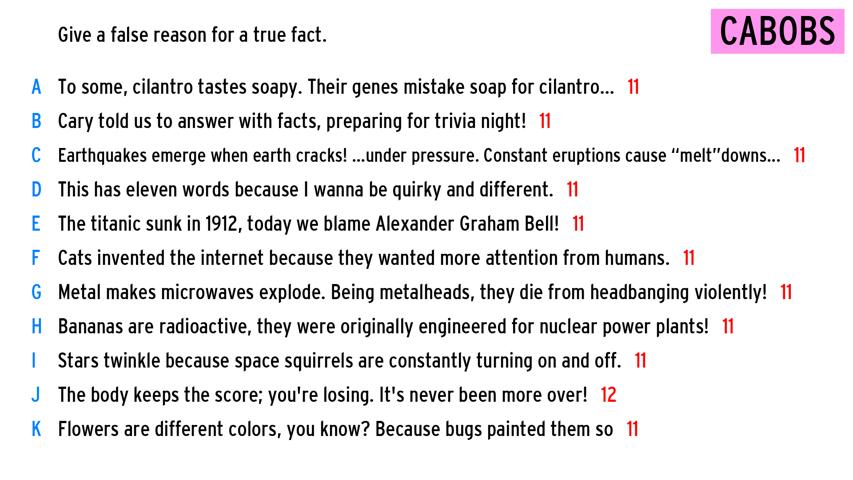 Give a false reason for a true fact.
CABOBS
A To some, cilantro tastes soapy. Their genes mistake soap for cilantro... 11
B Cary told us to answer with facts, preparing for trivia night! 11
C Earthquakes emerge when earth cracks! ...under pressure. Constant eruptions cause “melt”downs... 11
D This has eleven words because I wanna be quirky and different. 11
E The titanic sunk in 1912, today we blame Alexander Graham Bell! 11
F Cats invented the internet because they wanted more attention from humans. 11
G Metal makes microwaves explode. Being metalheads, they die from headbanging violently! 11
H Bananas are radioactive, they were originally engineered for nuclear power plants! 11
I Stars twinkle because space squirrels are constantly turning on and off. 11
J The body keeps the score; you're losing. It's never been more over! 12
K Flowers are different colors, you know? Because bugs painted them so 11